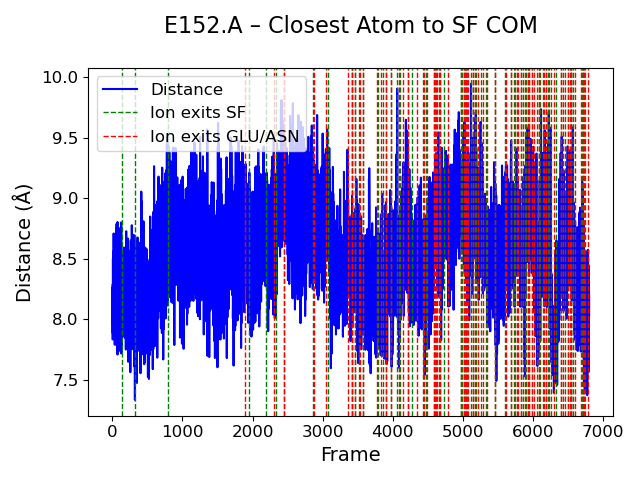 E152.A – Closest Atom to SF COM
Distance
Ion exits SF
Ion exits GLU/ASN
Distance (Å)
10.0
9.5
9.0
8.5
8.0
7.5
0
1000
2000
3000
4000
5000
6000
7000
Frame